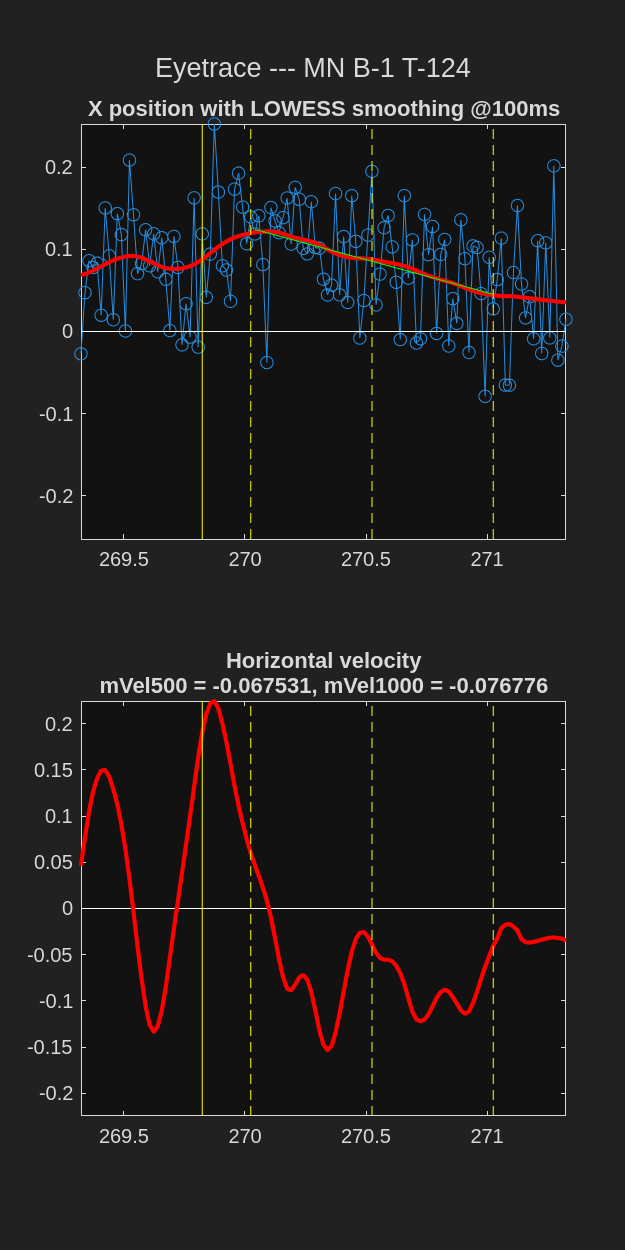 Eyetrace --- MN B-1 T-124
X position with LOWESS smoothing @100ms
0.2
0.1
0
-0.1
-0.2
269.5 270 270.5 271
Horizontal velocity
mVel500 = -0.067531, mVel1000 = -0.076776
0.2
0.15
0.1
0.05
0
-0.05
-0.1
-0.15
-0.2
269.5 270 270.5 271